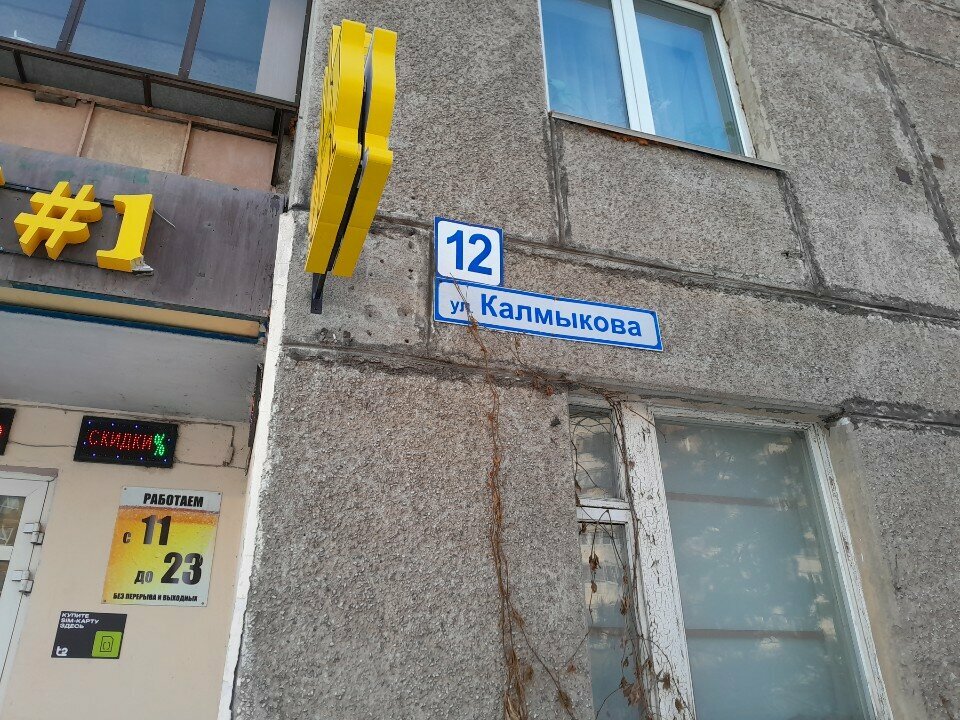 #1
12
ул. Калмыкова
СКИДКИ%
РАБОТАЕМ
с 11
до 23
БЕЗ ПЕРЕРЫВА И ВЫХОДНЫХ
КУПИТЕ
SIM-КАРТУ
ЗДЕСЬ
t2